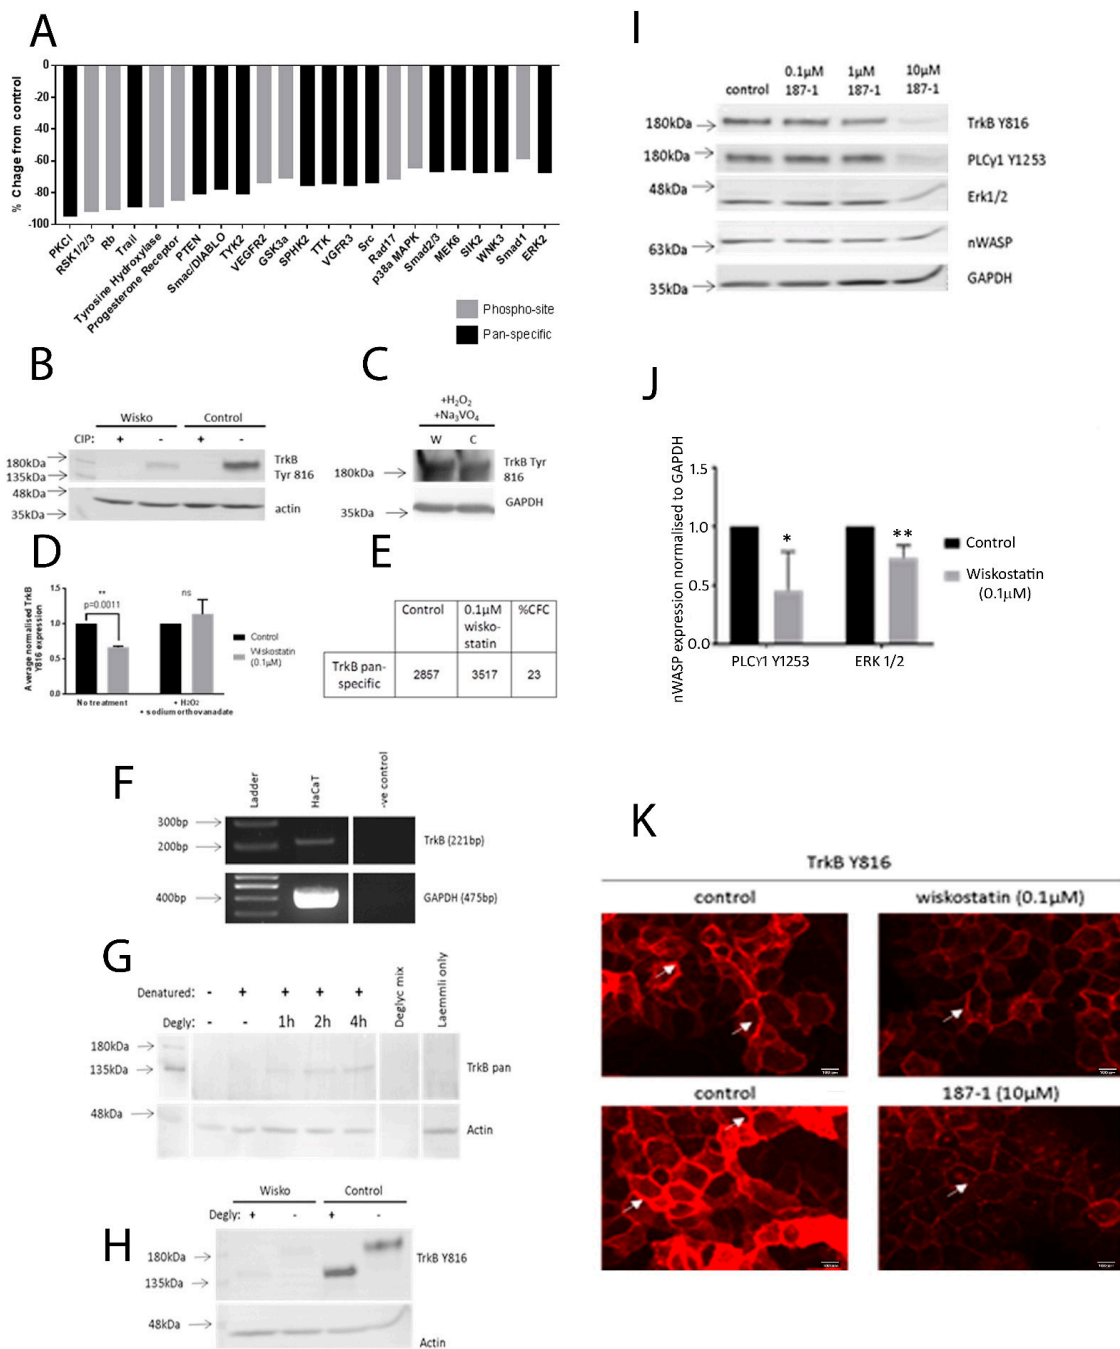 A
% Chage from control
0
-20
-40
-60
-80
-100
PKCi
RSK1/2/3
Rb
Trail
Tyrosine Hydroxylase
Progesterone Receptor
PTEN
Smac/DIABLO
TYK2
VEGFR2
GSK3a
SPHK2
TTK
VGFR3
Src
Rad17
p38a MAPK
Smad2/3
MEK6
SIK2
WNK3
Smad1
ERK2
Phospho-site
Pan-specific
B
Wisko Control
CIP: + - + -
180kDa
135kDa
48kDa
35kDa
TrkB
Tyr 816
actin
C
+H2O2
+Na3VO4
W C
180kDa
35kDa
TrkB Tyr
816
GAPDH
D
Average normalised TrkB
Y816 expression
1.5
1.0
0.5
0.0
**
p=0.0011
ns
No treatment
+ H2O2
+ sodium orthovanadate
Control
Wiskostatin
(0.1μM)
E
Control 0.1μM wisko-statin %CFC
TrkB pan-specific 2857 3517 23
F
Ladder
HaCaT
-ve control
300bp
200bp
400bp
TrkB (221bp)
GAPDH (475bp)
G
Denatured: - + + + +
Degly: - - 1h 2h 4h
Deglyc mix
Laemmli only
180kDa
135kDa
48kDa
TrkB pan
Actin
H
Wisko Control
Degly: + - + -
180kDa
135kDa
48kDa
TrkB Y816
Actin
I
control
0.1μM
187-1
1μM
187-1
10μM
187-1
180kDa
180kDa
48kDa
63kDa
35kDa
TrkB Y816
PLCγ1 Y1253
Erk1/2
nWASP
GAPDH
J
nWASP expression normalised to GAPDH
1.5
1.0
0.5
0.0
*
**
PLCγ1 Y1253
ERK 1/2
Control
Wiskostatin
(0.1μM)
K
TrkB Y816
control
wiskostatin (0.1μM)
control
187-1 (10μM)